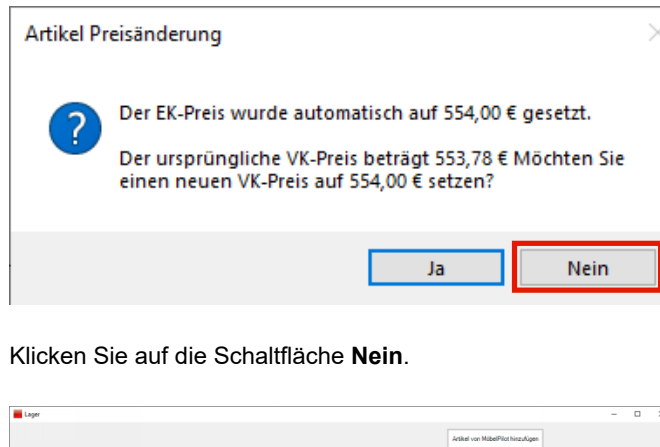 Artikel Preisänderung
Der EK-Preis wurde automatisch auf 554,00 € gesetzt.
Der ursprüngliche VK-Preis beträgt 553,78 € Möchten Sie
einen neuen VK-Preis auf 554,00 € setzen?
Ja
Nein
Klicken Sie auf die Schaltfläche Nein.
Lager
Artikel von MöbelPilot hinzufügen